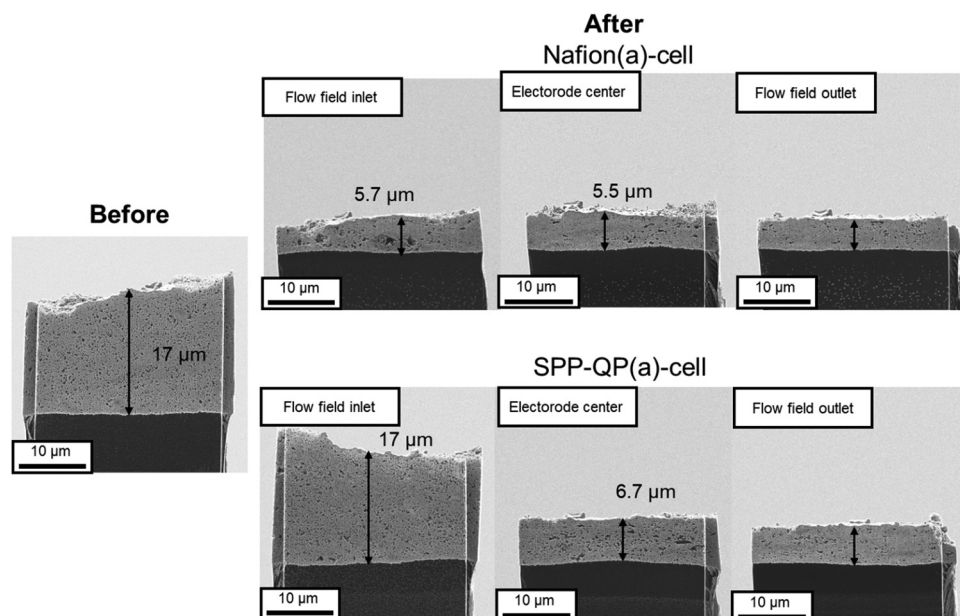 After
Nafion(a)-cell
Flow field inlet
Electorode center
Flow field outlet
5.7 µm
5.5 µm
10 µm
10 µm
10 µm
Before
17 µm
10 µm
SPP-QP(a)-cell
Flow field inlet
Electorode center
Flow field outlet
17 µm
6.7 µm
10 µm
10 µm
10 µm